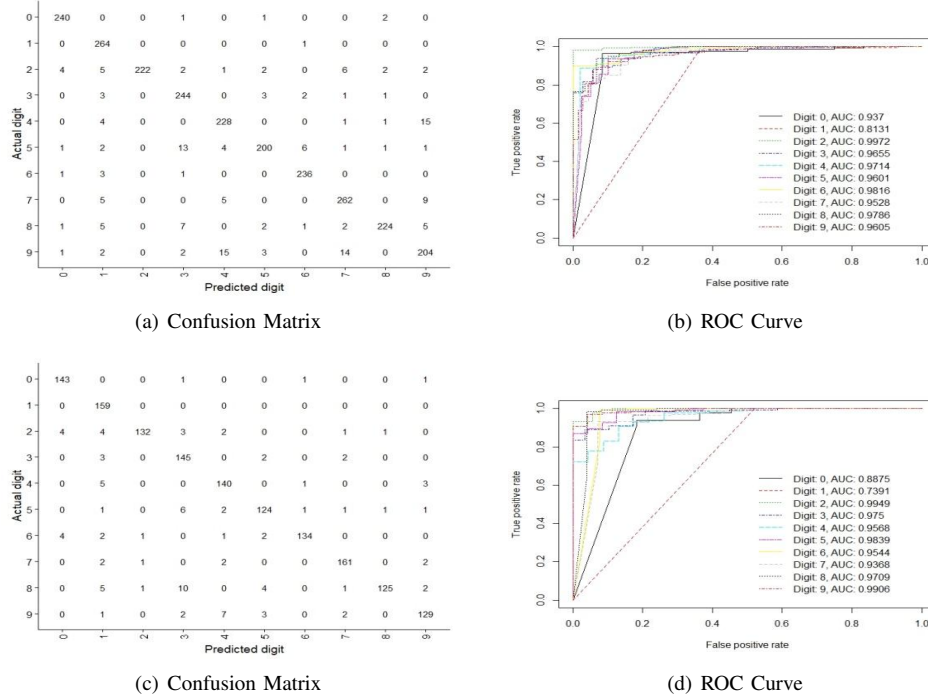 Actual digit
0 240 0 0 1 0 1 0 0 2 0
1 0 264 0 0 0 0 1 0 0 0
2 4 5 222 2 1 2 0 6 2 2
3 0 3 0 244 0 3 2 1 1 0
4 0 4 0 0 228 0 0 1 1 15
5 1 2 0 13 4 200 6 1 1 1
6 1 3 0 1 0 0 236 0 0 0
7 0 5 0 0 5 0 0 262 0 9
8 1 5 0 7 0 2 1 2 224 5
9 1 2 0 2 15 3 0 14 0 204
0 1 2 3 4 5 6 7 8 9
Predicted digit
(a) Confusion Matrix
True positive rate
1.0
0.8
0.6
0.4
0.2
0.0
Digit: 0, AUC: 0.937
Digit: 1, AUC: 0.8131
Digit: 2, AUC: 0.9972
Digit: 3, AUC: 0.9655
Digit: 4, AUC: 0.9714
Digit: 5, AUC: 0.9601
Digit: 6, AUC: 0.9816
Digit: 7, AUC: 0.9528
Digit: 8, AUC: 0.9786
Digit: 9, AUC: 0.9605
0.0 0.2 0.4 0.6 0.8 1.0
False positive rate
(b) ROC Curve
Actual digit
0 143 0 0 1 0 0 1 0 0 1
1 0 159 0 0 0 0 0 0 0 0
2 4 4 132 3 2 0 0 1 1 0
3 0 3 0 145 0 2 0 2 0 0
4 0 5 0 0 140 0 1 0 0 3
5 0 1 0 6 2 124 1 1 1 1
6 4 2 1 0 1 2 134 0 0 0
7 0 2 1 0 2 0 0 161 0 2
8 0 5 1 10 0 4 0 1 125 2
9 0 1 0 2 7 3 0 2 0 129
0 1 2 3 4 5 6 7 8 9
Predicted digit
(c) Confusion Matrix
True positive rate
1.0
0.8
0.6
0.4
0.2
0.0
Digit: 0, AUC: 0.8875
Digit: 1, AUC: 0.7391
Digit: 2, AUC: 0.9949
Digit: 3, AUC: 0.975
Digit: 4, AUC: 0.9568
Digit: 5, AUC: 0.9839
Digit: 6, AUC: 0.9544
Digit: 7, AUC: 0.9368
Digit: 8, AUC: 0.9709
Digit: 9, AUC: 0.9906
0.0 0.2 0.4 0.6 0.8 1.0
False positive rate
(d) ROC Curve